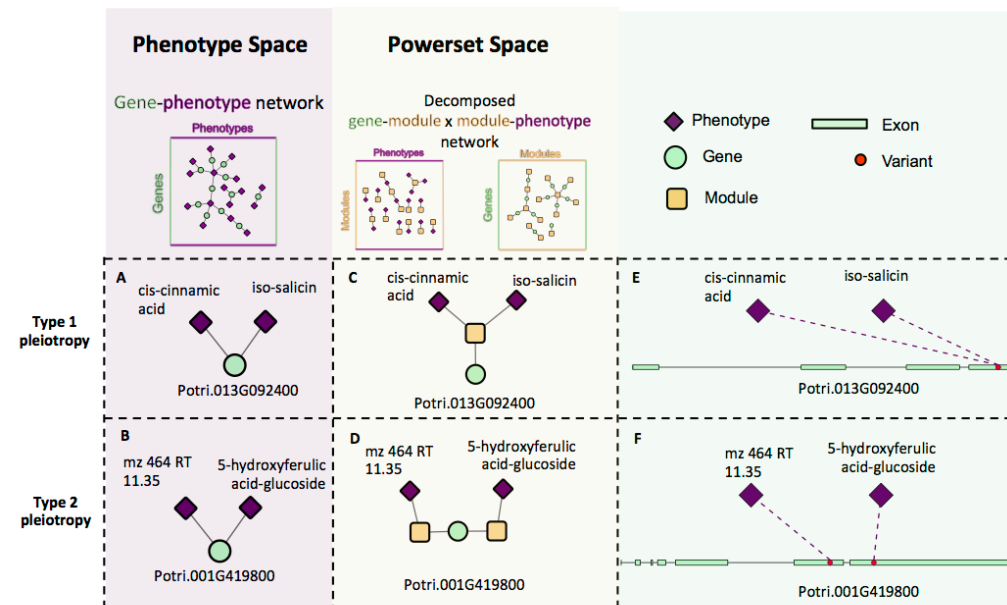 Phenotype Space
Powerset Space
Gene-phenotype network
Phenotypes
Genes
Decomposed
gene-module x module-phenotype
network
Phenotypes
Modules
Modules
Genes
Phenotype
Gene
Module
Exon
Variant
Type 1
pleiotropy
A
cis-cinnamic
acid
iso-salicin
Potri.013G092400
C
cis-cinnamic
acid
iso-salicin
Potri.013G092400
E
cis-cinnamic
acid
iso-salicin
Potri.013G092400
Type 2
pleiotropy
B
mz 464 RT
11.35
5-hydroxyferulic
acid-glucoside
Potri.001G419800
D
mz 464 RT
11.35
5-hydroxyferulic
acid-glucoside
Potri.001G419800
F
mz 464 RT
11.35
5-hydroxyferulic
acid-glucoside
Potri.001G419800